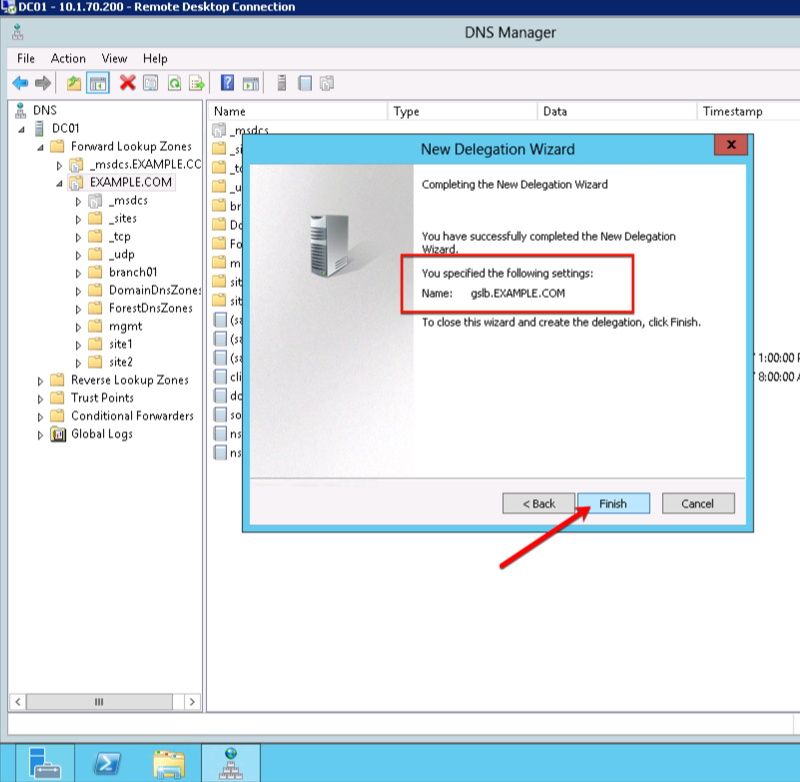 DC01 - 10.1.70.200 - Remote Desktop Connection
DNS Manager
File Action View Help
DNS
DC01
Forward Lookup Zones
_msdcs.EXAMPLE.CC
EXAMPLE.COM
_msdcs
_sites
_tcp
_udp
branch01
DomainDnsZones
ForestDnsZones
mgmt
site1
site2
Reverse Lookup Zones
Trust Points
Conditional Forwarders
Global Logs
Name Type Data Timestamp
_msdcs
_si
_tc
_u
br
Do
Fo
m
sit
sit
(sa
(sa
(sa
cli
dc
so
ns
ns
1:00:00 P
8:00:00 A
New Delegation Wizard
x
Completing the New Delegation Wizard
You have successfully completed the New Delegation
Wizard.
You specified the following settings:
Name: gslb.EXAMPLE.COM
To close this wizard and create the delegation, click Finish.
< Back Finish Cancel